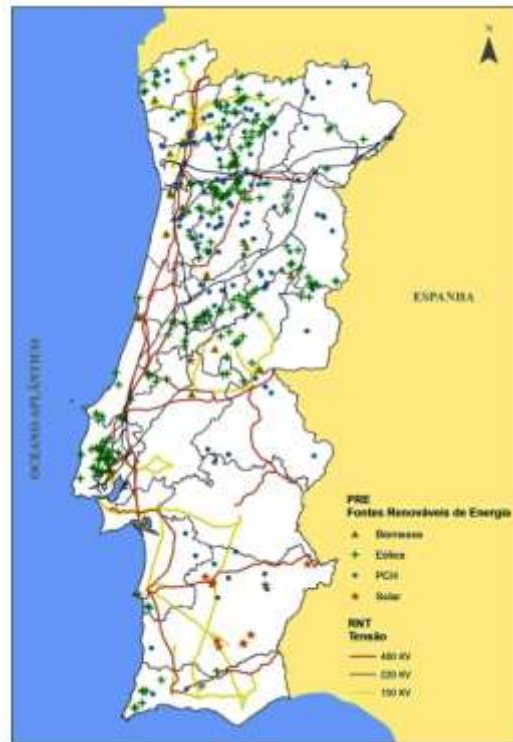 N
ESPANHA
OCEANO ATLÂNTICO
PRE
Fontes Renováveis de Energia
Biomassa
Eólica
PCH
Solar
RNT
Tensão
400 KV
220 KV
150 KV